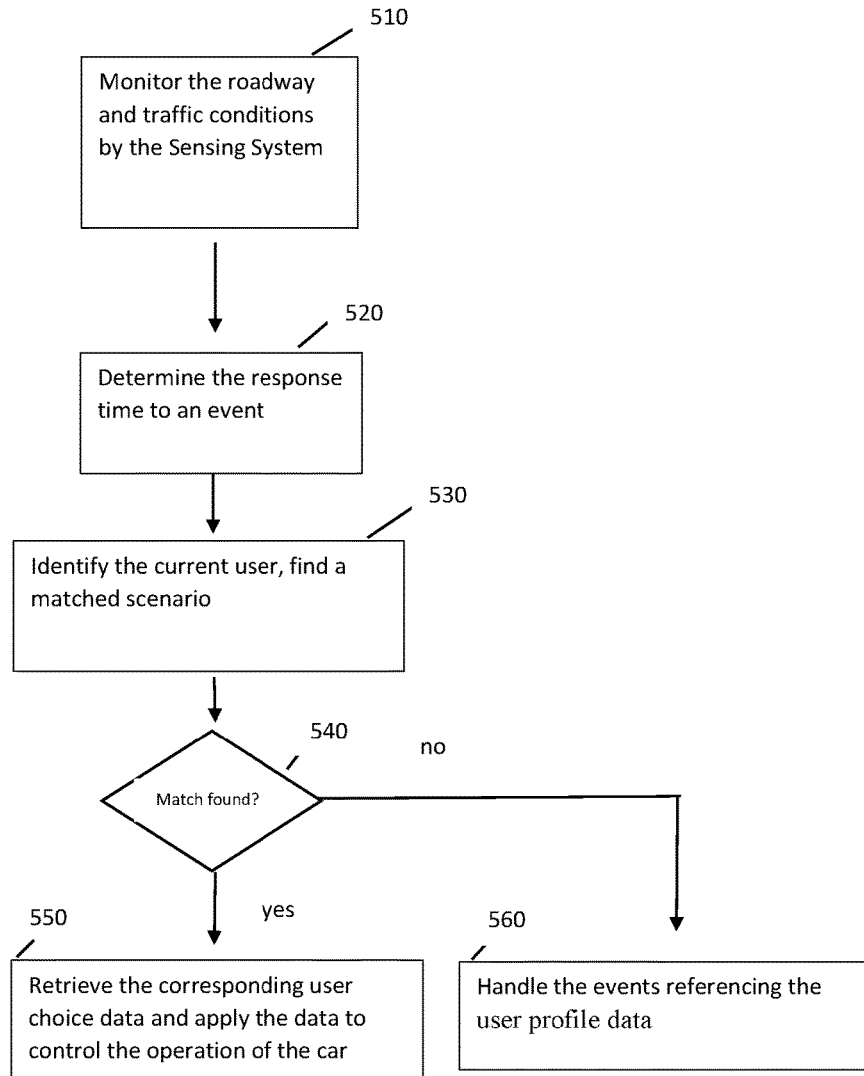 510
Monitor the roadway
and traffic conditions
by the Sensing System
520
Determine the response
time to an event
530
Identify the current user, find a
matched scenario
540
no
Match found?
yes
550
560
Retrieve the corresponding user
choice data and apply the data to
control the operation of the car
Handle the events referencing the
user profile data